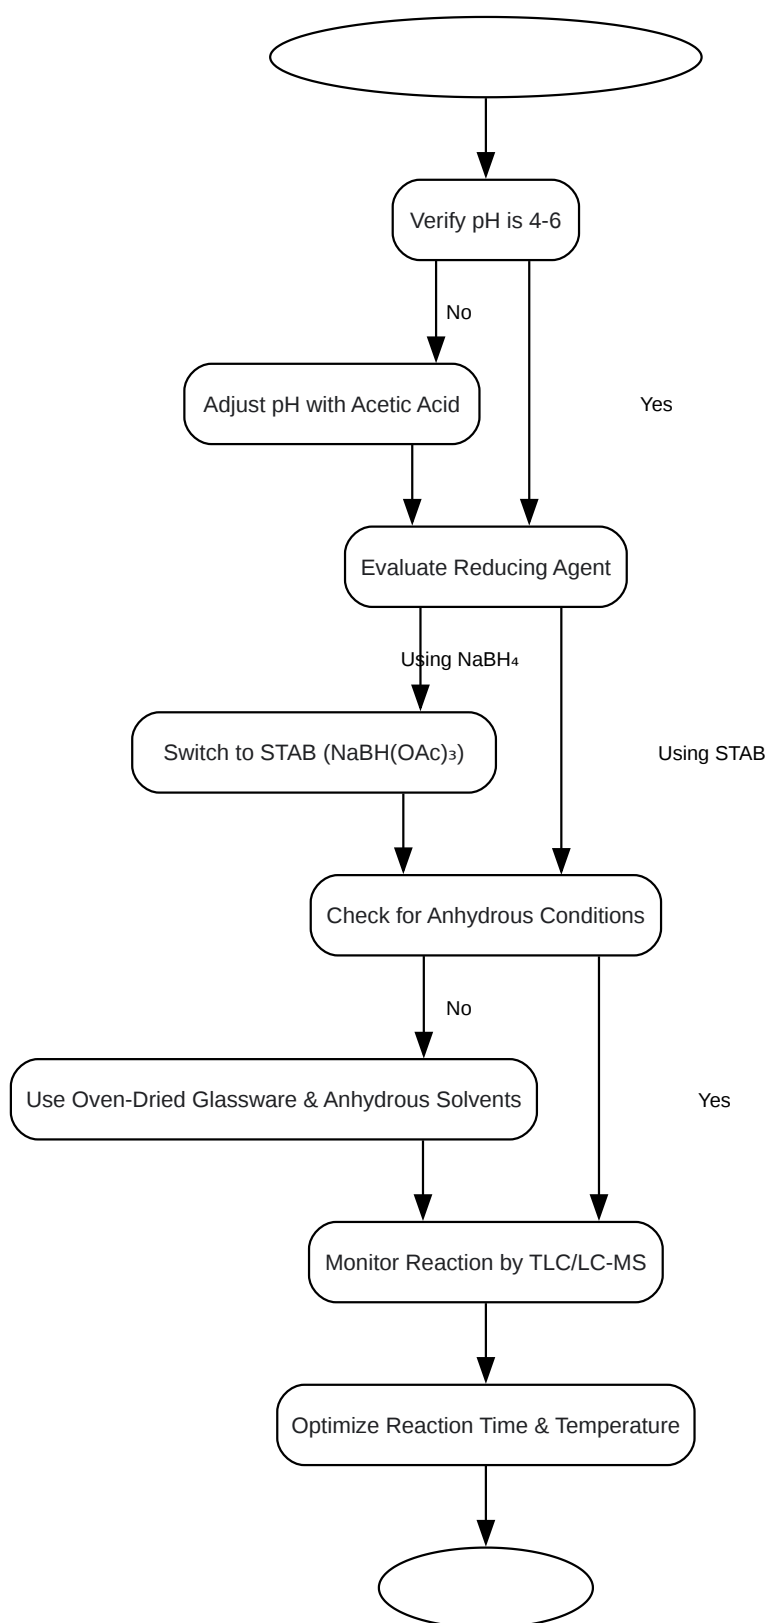 Verify pH is 4-6
No
Adjust pH with Acetic Acid
Yes
Evaluate Reducing Agent
Using NaBH₄
Switch to STAB (NaBH(OAc)₃)
Using STAB
Check for Anhydrous Conditions
No
Use Oven-Dried Glassware & Anhydrous Solvents
Yes
Monitor Reaction by TLC/LC-MS
Optimize Reaction Time & Temperature